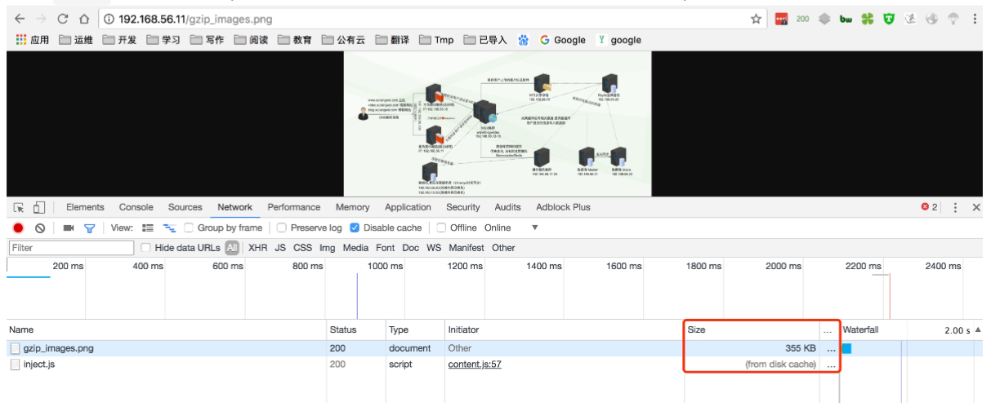 192.168.56.11/gzip_images.png
200
bw
应用 运维 开发 学习 写作 阅读 教育 公有云 翻译 Tmp 已导入 Google google
Elements Console Sources Network Performance Memory Application Security Audits Adblock Plus 2
View: Group by frame Preserve log Disable cache Offline Online
Filter Hide data URLs All XHR JS CSS Img Media Font Doc WS Manifest Other
200 ms 400 ms 600 ms 800 ms 1000 ms 1200 ms 1400 ms 1600 ms 1800 ms 2000 ms 2200 ms 2400 ms
Name Status Type Initiator Size ... Waterfall 2.00 s
gzip_images.png 200 document Other 355 KB ...
inject.js 200 script content.js:57 (from disk cache) ...